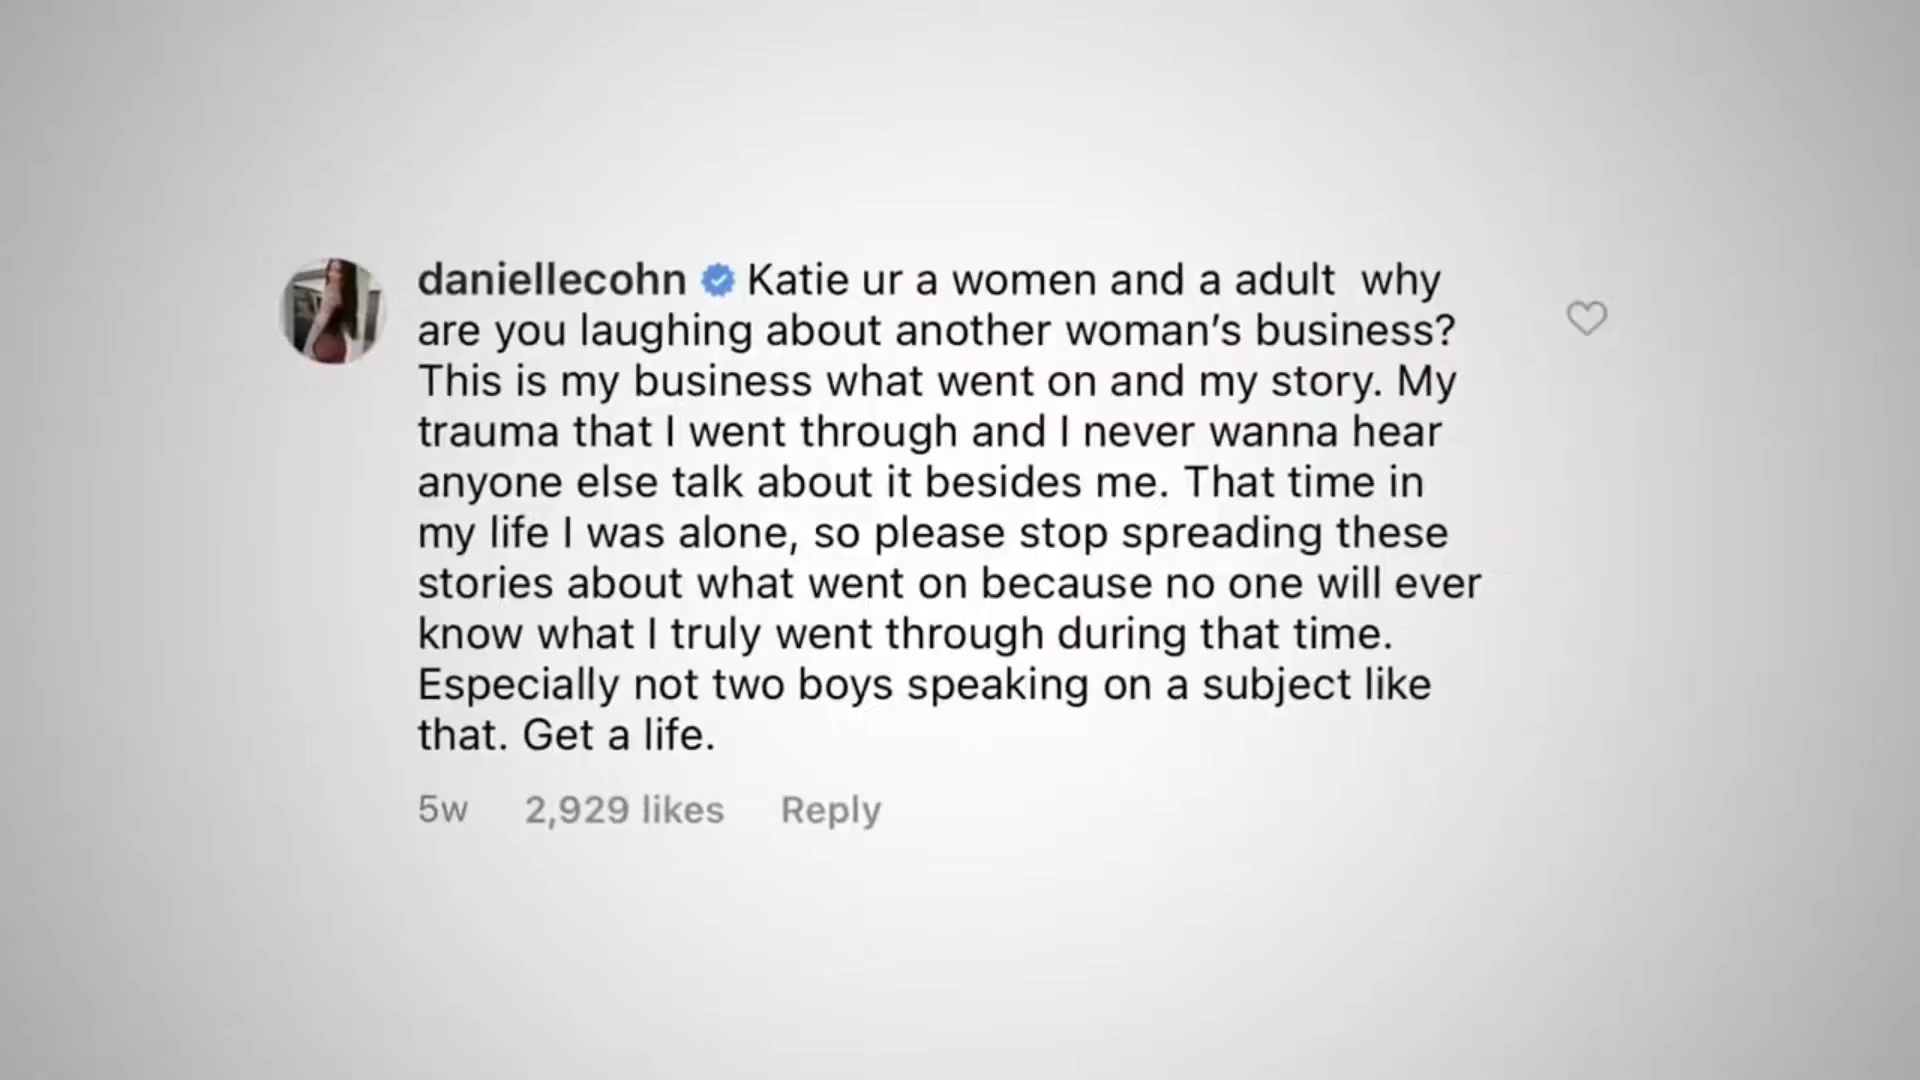 daniellecohn Katie ur a women and a adult  why
are you laughing about another woman's business?
This is my business what went on and my story. My
trauma that I went through and I never wanna hear
anyone else talk about it besides me. That time in
my life I was alone, so please stop spreading these
stories about what went on because no one will ever
know what I truly went through during that time.
Especially not two boys speaking on a subject like
that. Get a life.
5w 2,929 likes Reply